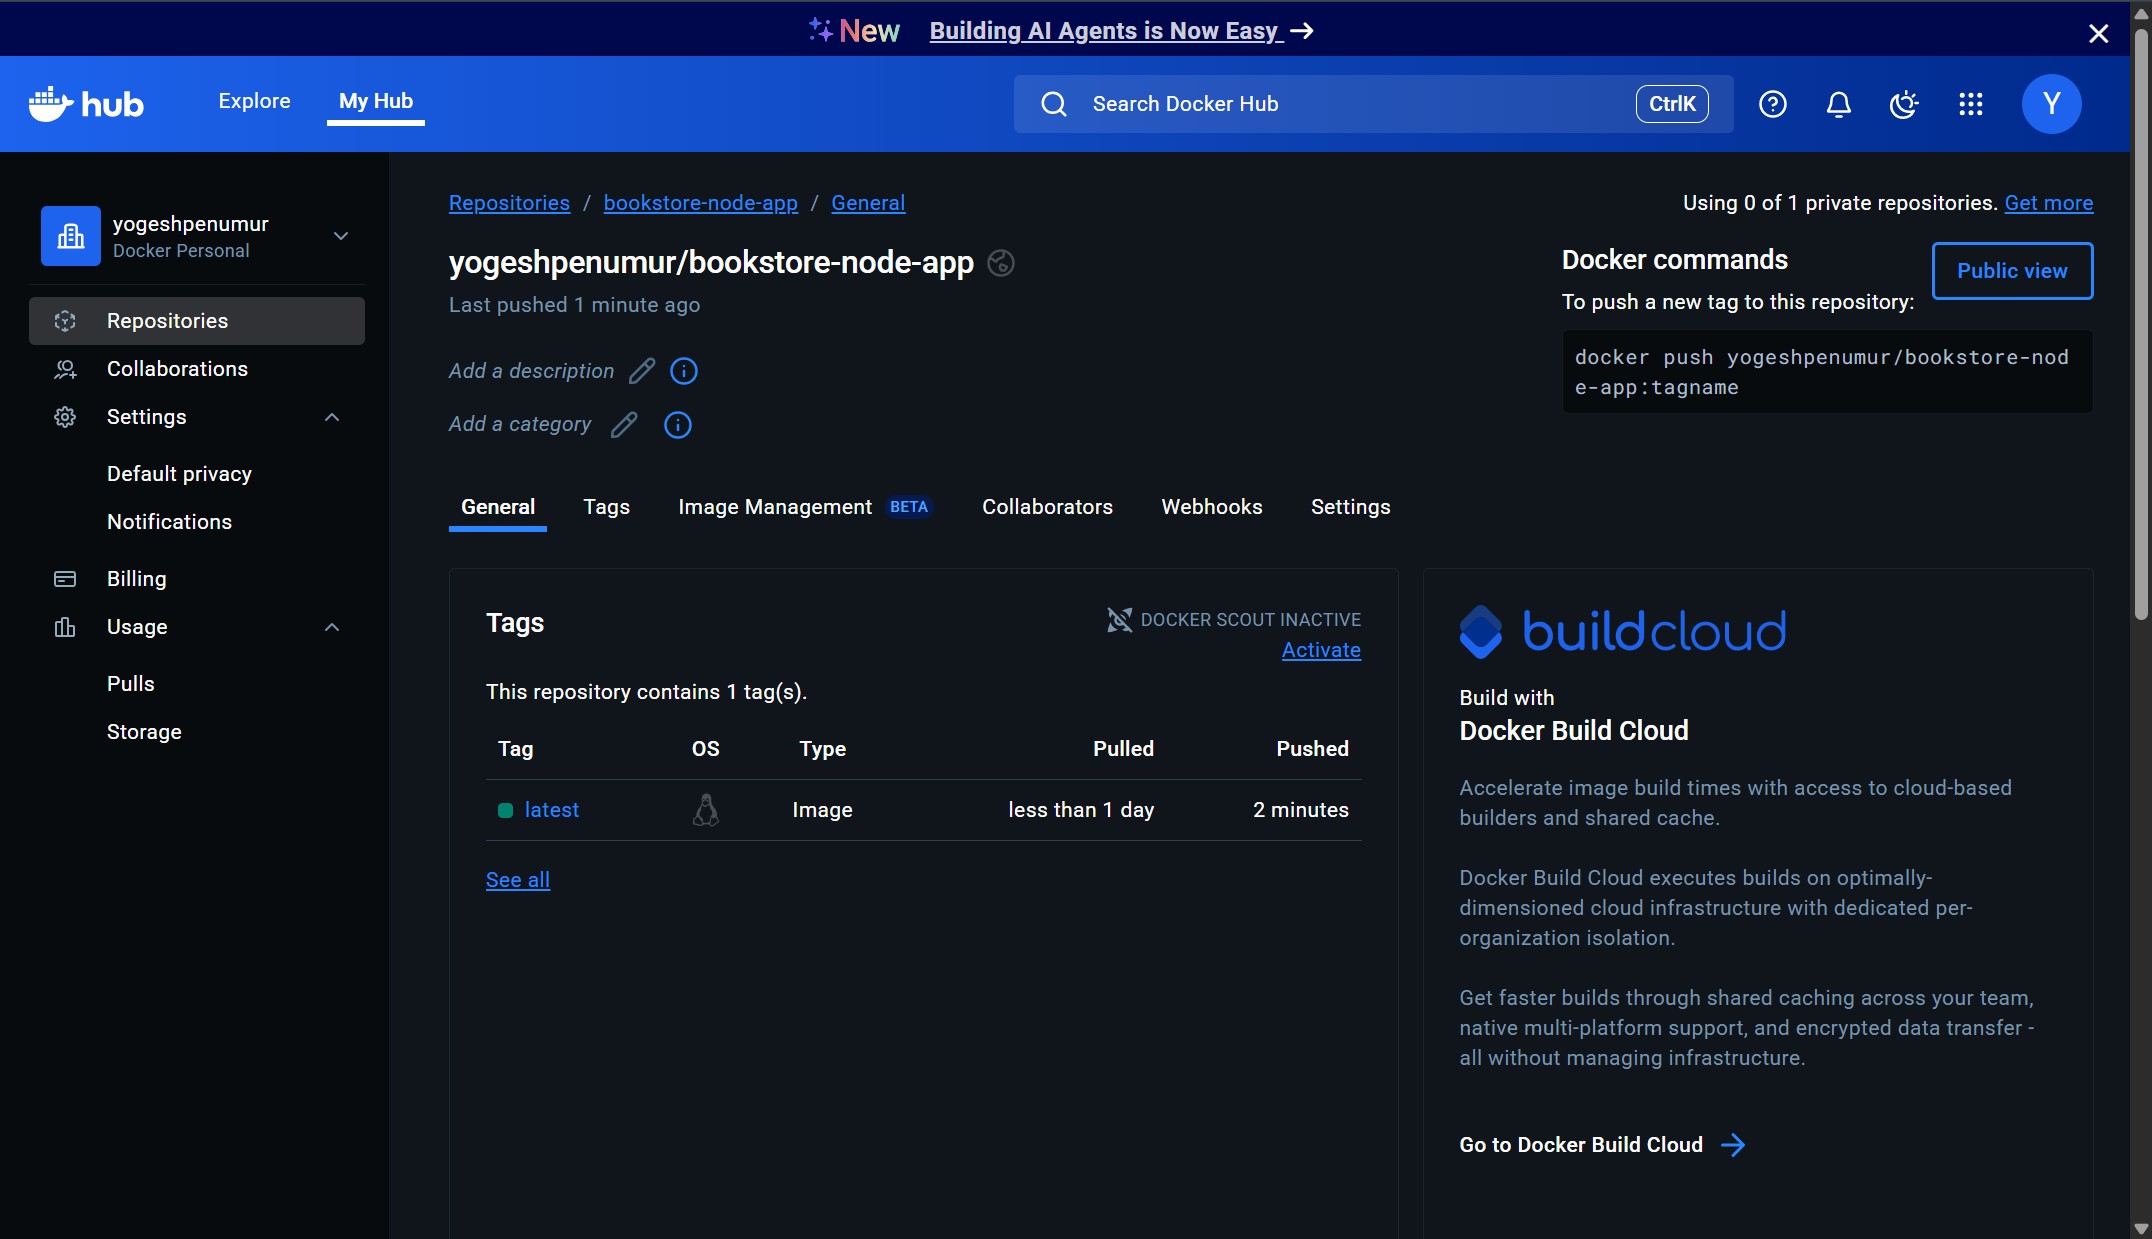 New Building AI Agents is Now Easy
hub
Explore
My Hub
Search Docker Hub
CtrlK
Y
yogeshpenumur
Docker Personal
Repositories
Collaborations
Settings
Default privacy
Notifications
Billing
Usage
Pulls
Storage
Repositories / bookstore-node-app / General
Using 0 of 1 private repositories. Get more
yogeshpenumur/bookstore-node-app
Last pushed 1 minute ago
Add a description
Add a category
Docker commands
Public view
To push a new tag to this repository:
docker push yogeshpenumur/bookstore-nod
e-app:tagname
General
Tags
Image Management BETA
Collaborators
Webhooks
Settings
Tags
DOCKER SCOUT INACTIVE
Activate
This repository contains 1 tag(s).
Tag OS Type Pulled Pushed
latest Image less than 1 day 2 minutes
See all
buildcloud
Build with
Docker Build Cloud
Accelerate image build times with access to cloud-based
builders and shared cache.
Docker Build Cloud executes builds on optimally-
dimensioned cloud infrastructure with dedicated per-
organization isolation.
Get faster builds through shared caching across your team,
native multi-platform support, and encrypted data transfer -
all without managing infrastructure.
Go to Docker Build Cloud